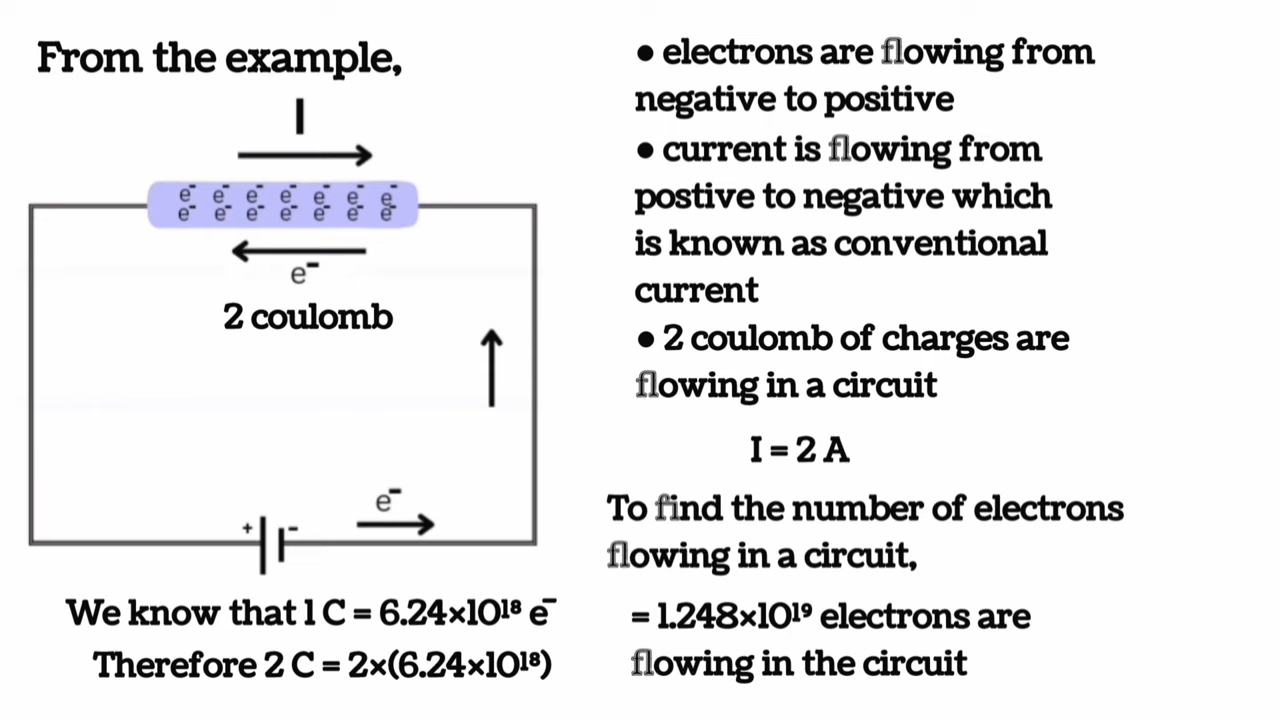 From the example,
I
e⁻ e⁻ e⁻ e⁻ e⁻ e⁻ e⁻
e⁻ e⁻ e⁻ e⁻ e⁻ e⁻ e⁻
e⁻
2 coulomb
e⁻
+ -
We know that 1 C = 6.24×10¹⁸ e⁻
Therefore 2 C = 2×(6.24×10¹⁸)
● electrons are flowing from
negative to positive
● current is flowing from
postive to negative which
is known as conventional
current
● 2 coulomb of charges are
flowing in a circuit
I = 2 A
To find the number of electrons
flowing in a circuit,
= 1.248×10¹⁹ electrons are
flowing in the circuit